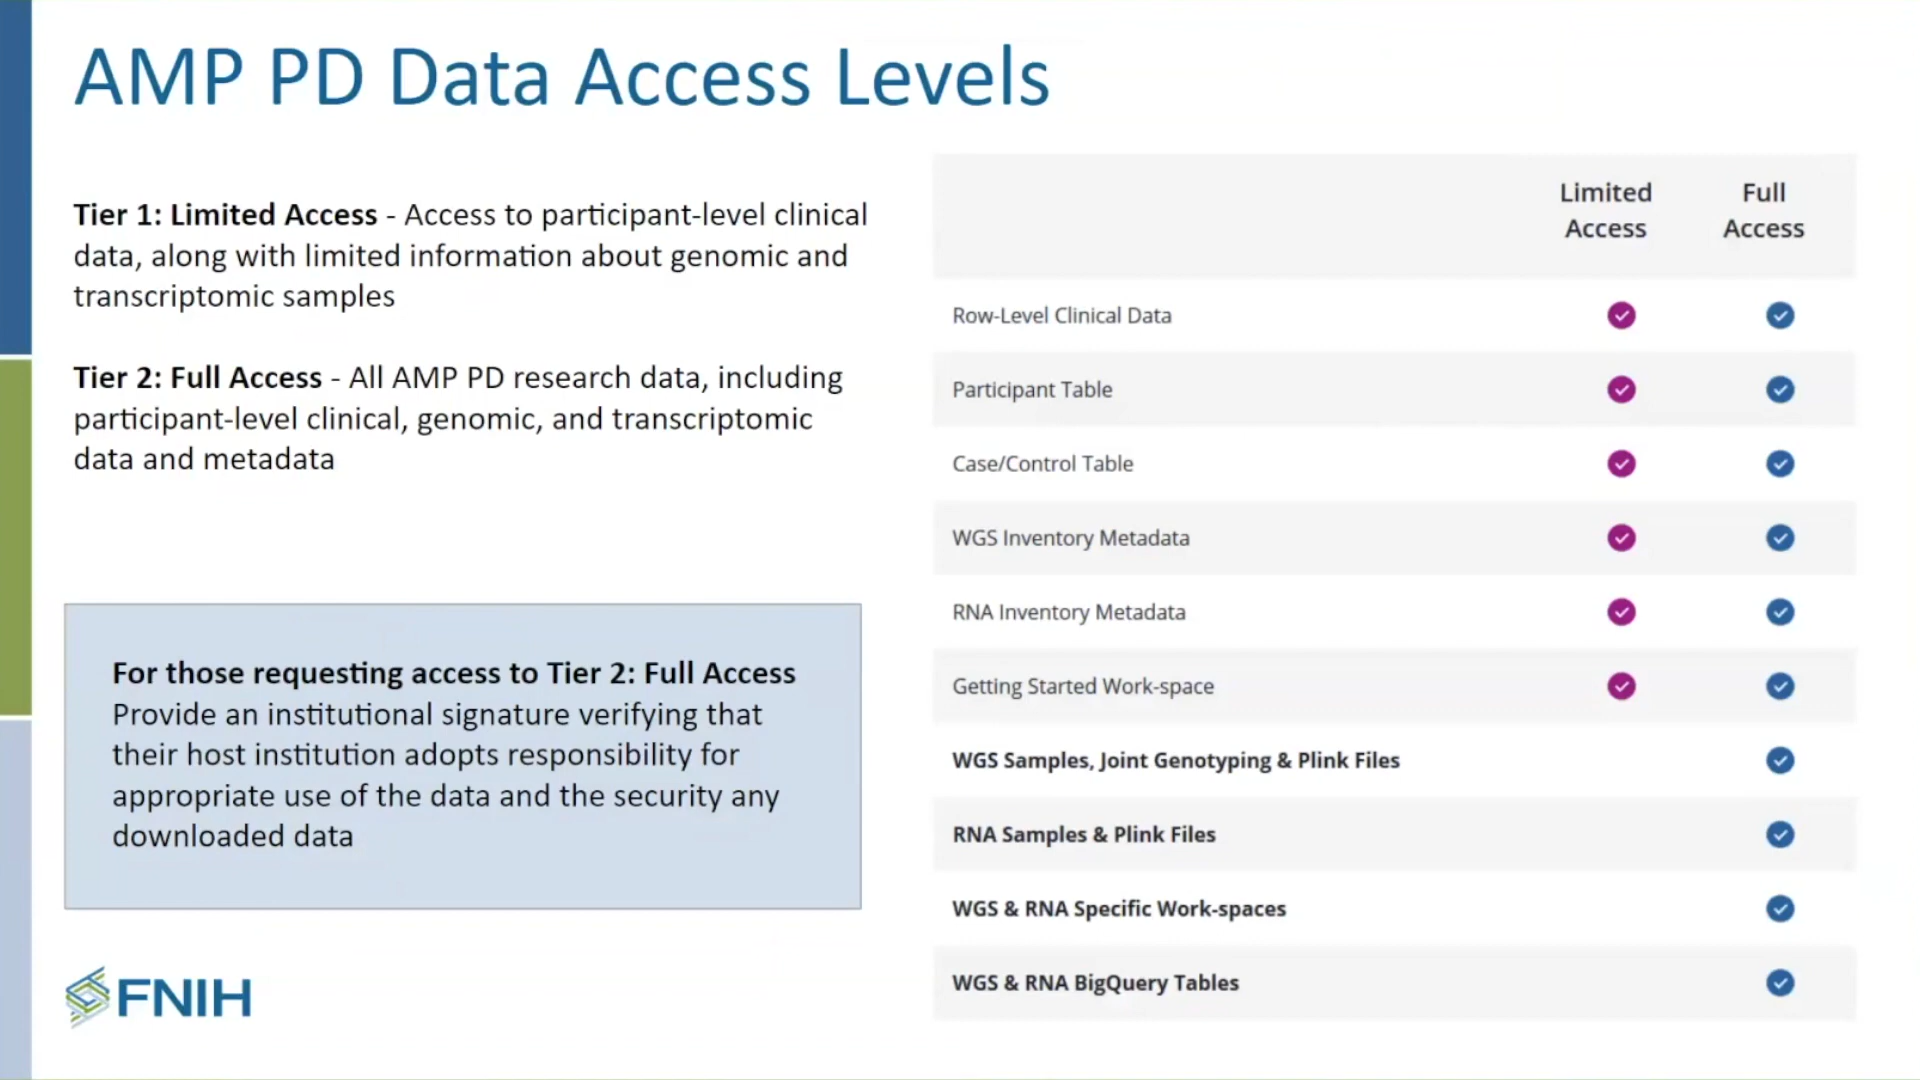 AMP PD Data Access Levels
Tier 1: Limited Access - Access to participant-level clinical
data, along with limited information about genomic and
transcriptomic samples
Tier 2: Full Access - All AMP PD research data, including
participant-level clinical, genomic, and transcriptomic
data and metadata
For those requesting access to Tier 2: Full Access
Provide an institutional signature verifying that
their host institution adopts responsibility for
appropriate use of the data and the security any
downloaded data
FNIH
Limited Access
Full Access
Row-Level Clinical Data
Participant Table
Case/Control Table
WGS Inventory Metadata
RNA Inventory Metadata
Getting Started Work-space
WGS Samples, Joint Genotyping & Plink Files
RNA Samples & Plink Files
WGS & RNA Specific Work-spaces
WGS & RNA BigQuery Tables